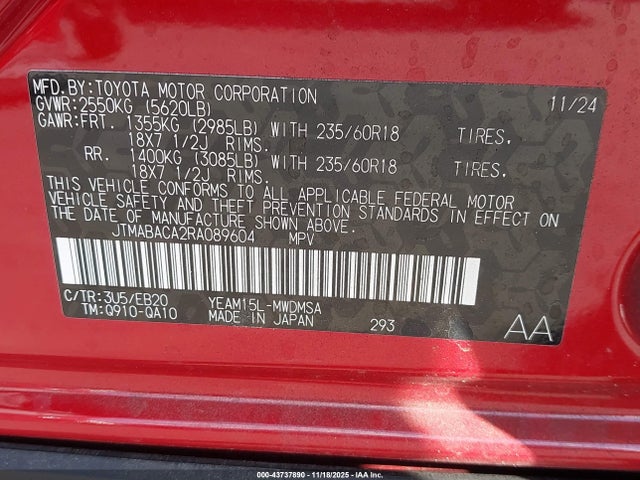 MFD. BY: TOYOTA MOTOR CORPORATION 11/24
GVWR: 2550KG (5620LB)
GAWR: FRT. 1355KG (2985LB) WITH 235/60R18 TIRES,
18X7 1/2J RIMS.
RR. 1400KG (3085LB) WITH 235/60R18 TIRES,
18X7 1/2J RIMS.
THIS VEHICLE CONFORMS TO ALL APPLICABLE FEDERAL MOTOR
VEHICLE SAFETY AND THEFT PREVENTION STANDARDS IN EFFECT ON
THE DATE OF MANUFACTURE SHOWN ABOVE.
JTMABACA2RA089604 MPV
C/TR: 3U5/EB20 YEAM15L-MWDMSA
TM: Q910-QA10 MADE IN JAPAN 293 AA
000-43737890 | 11/18/2025 - IAA Inc.